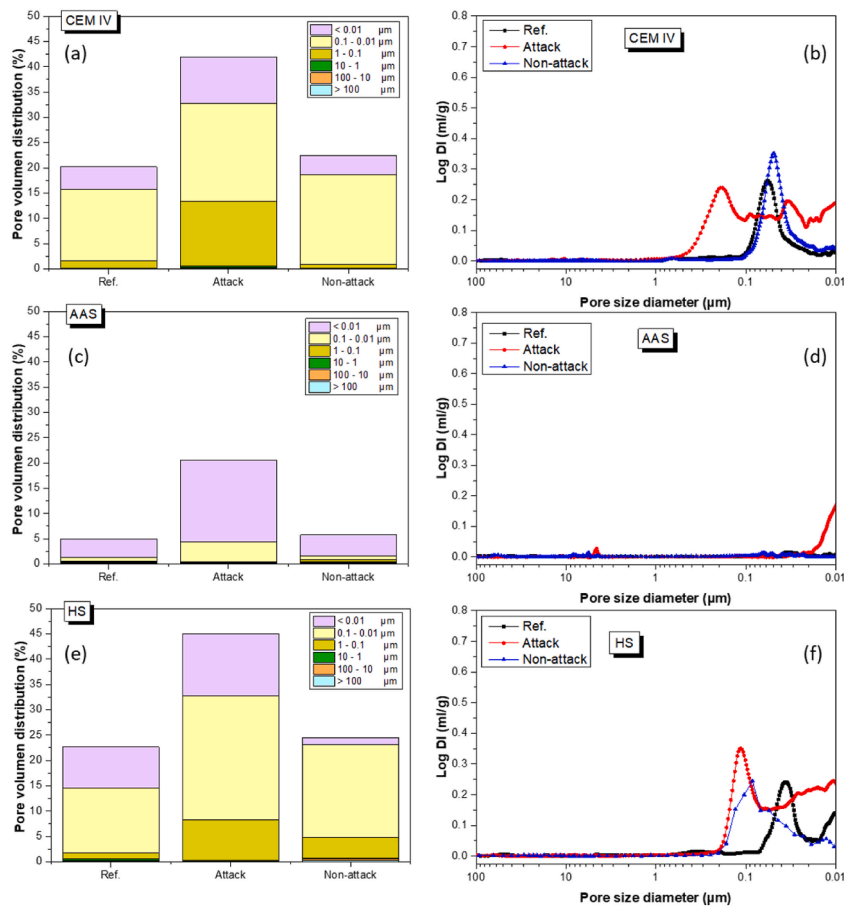 CEM IV
(a)
50
45
40
35
30
25
20
15
10
5
0
Pore volumen distribution (%)
< 0.01 µm
0.1 - 0.01 µm
1 - 0.1 µm
10 - 1 µm
100 - 10 µm
> 100 µm
Ref. Attack Non-attack
CEM IV
(b)
0.8
0.7
0.6
0.5
0.4
0.3
0.2
0.1
0.0
Log DI (ml/g)
Ref.
Attack
Non-attack
100 10 1 0.1 0.01
Pore size diameter (µm)
AAS
(c)
50
45
40
35
30
25
20
15
10
5
0
Pore volumen distribution (%)
< 0.01 µm
0.1 - 0.01 µm
1 - 0.1 µm
10 - 1 µm
100 - 10 µm
> 100 µm
Ref. Attack Non-attack
AAS
(d)
0.8
0.7
0.6
0.5
0.4
0.3
0.2
0.1
0.0
Log DI (ml/g)
Ref.
Attack
Non-attack
100 10 1 0.1 0.01
Pore size diameter (µm)
HS
(e)
50
45
40
35
30
25
20
15
10
5
0
Pore volumen distribution (%)
< 0.01 µm
0.1 - 0.01 µm
1 - 0.1 µm
10 - 1 µm
100 - 10 µm
> 100 µm
Ref. Attack Non-attack
HS
(f)
0.8
0.7
0.6
0.5
0.4
0.3
0.2
0.1
0.0
Log DI (ml/g)
Ref.
Attack
Non-attack
100 10 1 0.1 0.01
Pore size diameter (µm)